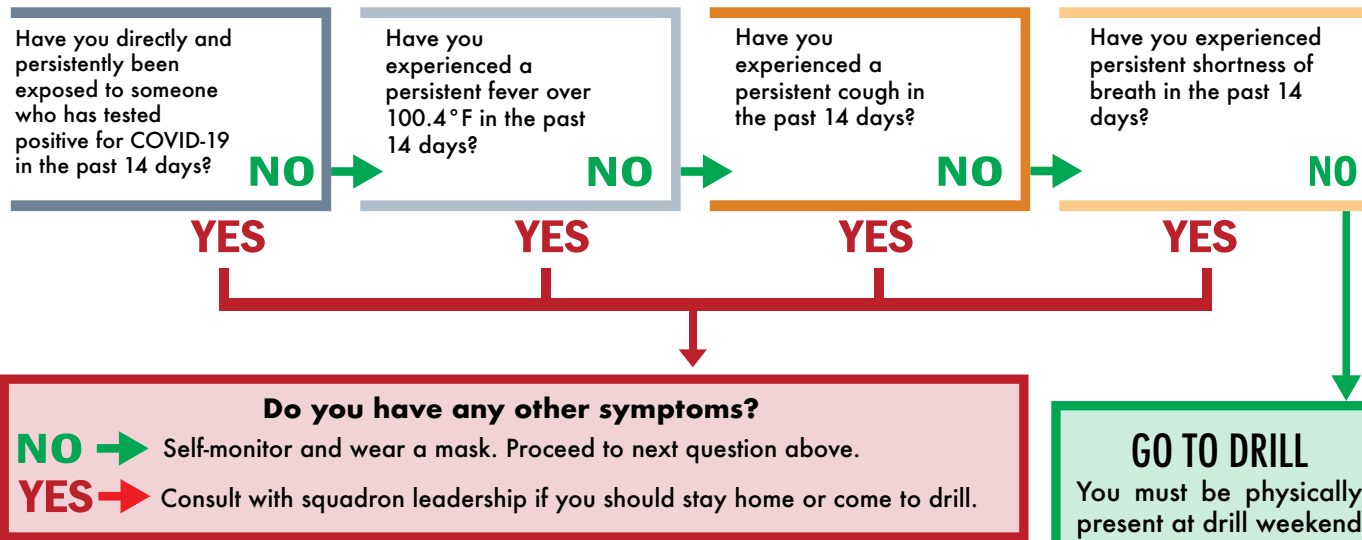 Have you directly and
persistently been
exposed to someone
who has tested
positive for COVID-19
in the past 14 days?
NO
YES
Have you
experienced a
persistent fever over
100.4°F in the past
14 days?
NO
YES
Have you
experienced a
persistent cough in
the past 14 days?
NO
YES
Have you experienced
persistent shortness of
breath in the past 14
days?
NO
YES
Do you have any other symptoms?
NO Self-monitor and wear a mask. Proceed to next question above.
YES Consult with squadron leadership if you should stay home or come to drill.
GO TO DRILL
You must be physically
present at drill weekend